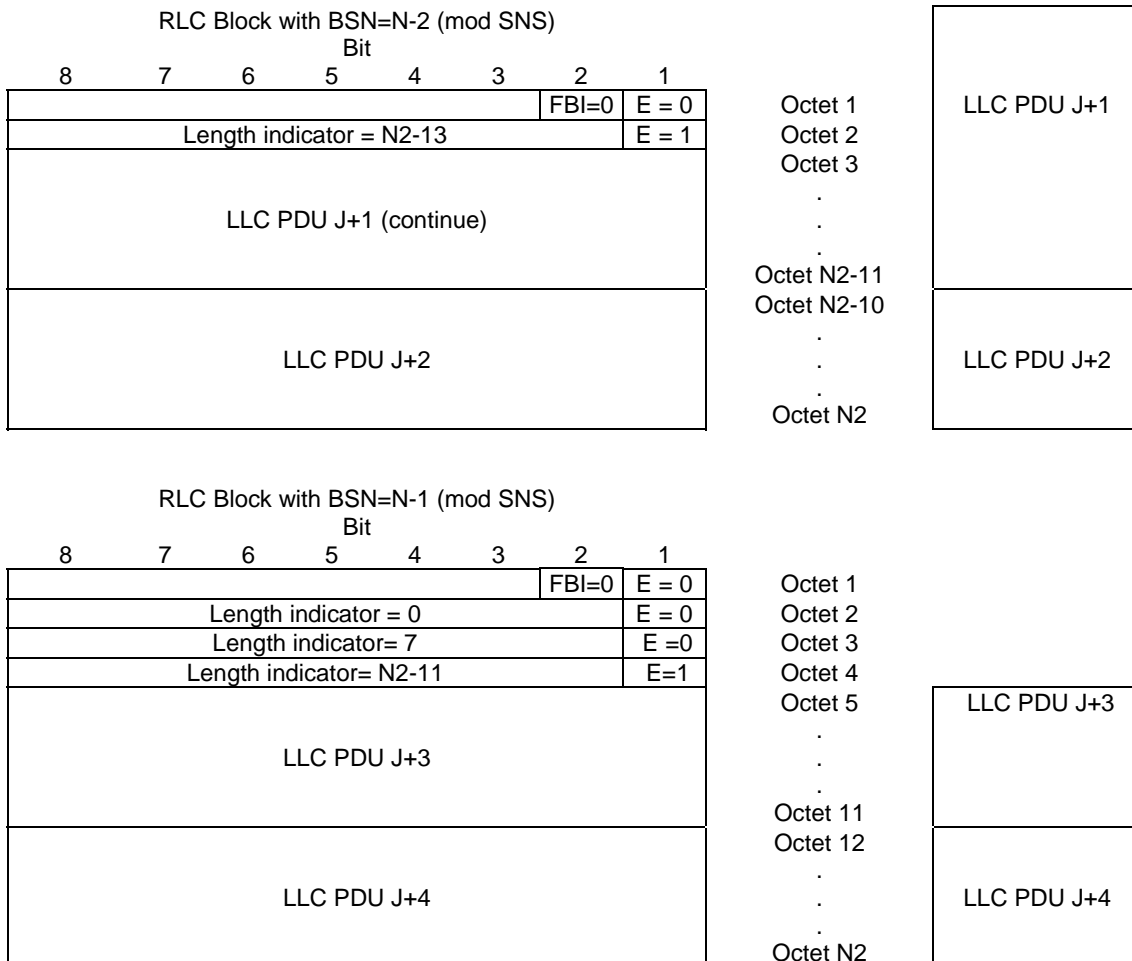 RLC Block with BSN=N-2 (mod SNS)
Bit
8 7 6 5 4 3 2 1
FBI=0 E = 0 Octet 1 LLC PDU J+1
Length indicator = N2-13 E = 1 Octet 2
Octet 3
.
LLC PDU J+1 (continue) .
.
Octet N2-11
Octet N2-10
.
LLC PDU J+2 . LLC PDU J+2
.
Octet N2
RLC Block with BSN=N-1 (mod SNS)
Bit
8 7 6 5 4 3 2 1
FBI=0 E = 0 Octet 1
Length indicator = 0 E = 0 Octet 2
Length indicator= 7 E =0 Octet 3
Length indicator= N2-11 E=1 Octet 4
Octet 5 LLC PDU J+3
.
LLC PDU J+3 .
.
Octet 11
Octet 12
.
LLC PDU J+4 . LLC PDU J+4
.
Octet N2